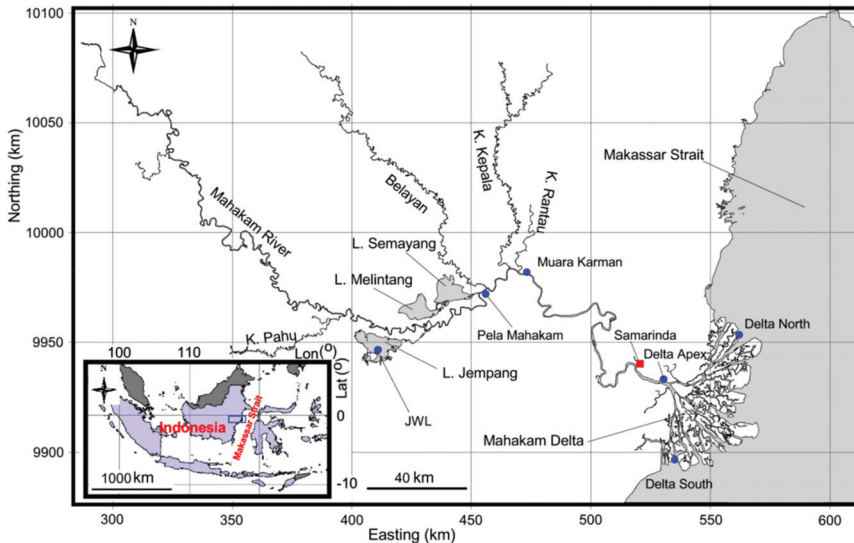 10100
N
10050
Northing (km)
10000
9950
9900
Makassar Strait
K. Kepala
K. Rantau
Belayan
Mahakam River
L. Semayang
L. Melintang
Muara Karman
Pela Mahakam
Samarinda
Delta North
Delta Apex
K. Pahu
L. Jempang
JWL
Mahakam Delta
Delta South
100 110 Lon(°)
Lat (°)
N
0
Indonesia
Makassar Strait
1000 km
-10
40 km
300 350 400 450 500 550 600
Easting (km)